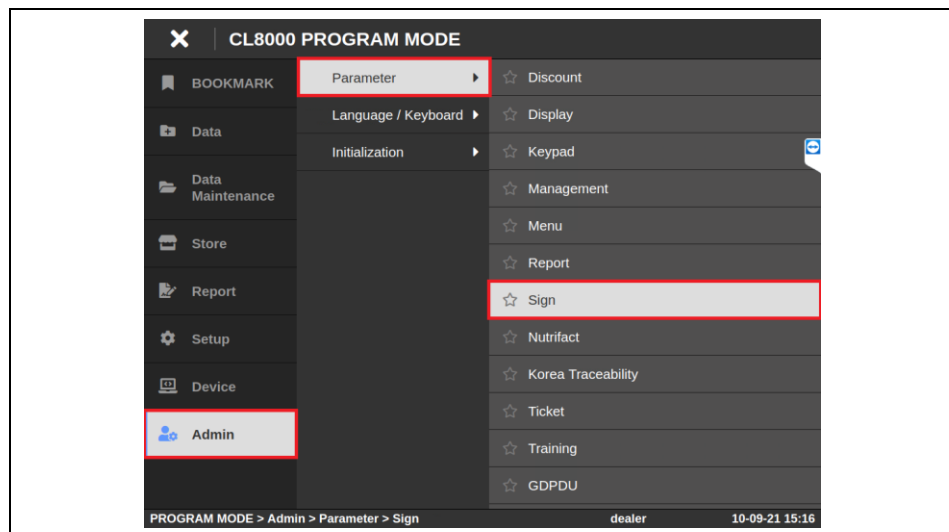 CL8000 PROGRAM MODE
BOOKMARK
Data
Data
Maintenance
Store
Report
Setup
Device
Admin
Parameter
Language / Keyboard
Initialization
Discount
Display
Keypad
Management
Menu
Report
Sign
Nutrifact
Korea Traceability
Ticket
Training
GDPDU
PROGRAM MODE > Admin > Parameter > Sign dealer 10-09-21 15:16